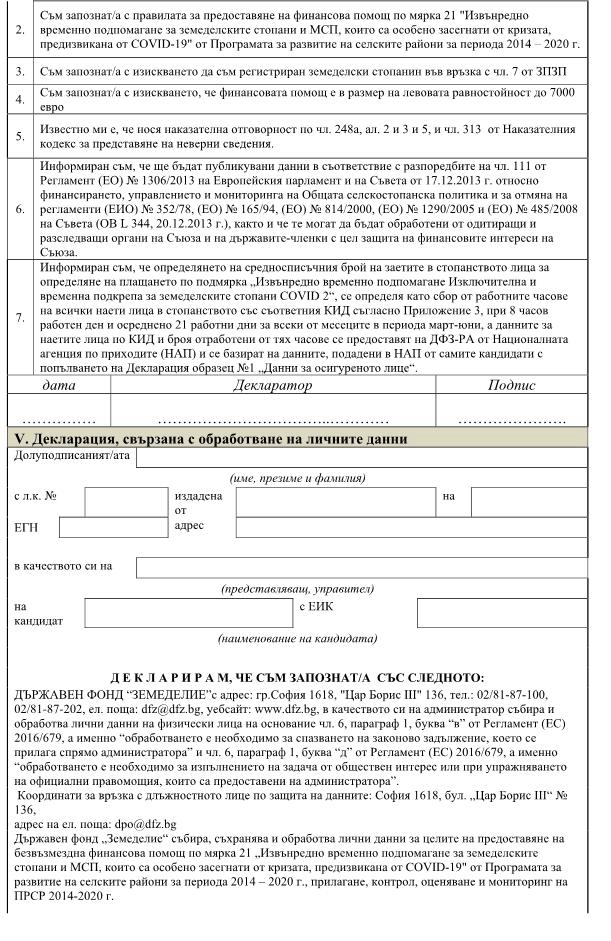 2. Съм запознат/а с правилата за предоставяне на финансова помощ по мярка 21 "Извънредно
временно подпомагане за земеделските стопани и МСП, които са особено засегнати от кризата,
предизвикана от COVID-19" от Програмата за развитие на селските райони за периода 2014 – 2020 г.
3. Съм запознат/а с изискването да съм регистриран земеделски стопанин във връзка с чл. 7 от ЗПЗП
4. Съм запознат/а с изискването, че финансовата помощ е в размер на левовата равностойност до 7000
евро
5. Известно ми е, че нося наказателна отговорност по чл. 248а, ал. 2 и 3 и 5, и чл. 313 от Наказателния
кодекс за представяне на неверни сведения.
6. Информиран съм, че ще бъдат публикувани данни в съответствие с разпоредбите на чл. 111 от
Регламент (ЕО) № 1306/2013 на Европейския парламент и на Съвета от 17.12.2013 г. относно
финансирането, управлението и мониторинга на Общата селскостопанска политика и за отмяна на
регламенти (ЕИО) № 352/78, (ЕО) № 165/94, (ЕО) № 814/2000, (ЕО) № 1290/2005 и (ЕО) № 485/2008
на Съвета (ОВ L 344, 20.12.2013 г.), както и че те могат да бъдат обработени от одитиращи и
разследващи органи на Съюза и на държавите-членки с цел защита на финансовите интереси на
Съюза.
7. Информиран съм, че определянето на средносписъчния брой на заетите в стопанството лица за
определяне на плащането по подмярка „Извънредно временно подпомагане Изключителна и
временна подкрепа за земеделските стопани COVID 2“, се определя като сбор от работните часове
на всички наети лица в стопанството със съответния КИД съгласно Приложение 3, при 8 часов
работен ден и осреднено 21 работни дни за всеки от месеците в периода март-юни, а данните за
наетите лица по КИД и броя отработени от тях часове се предоставят на ДФЗ-РА от Националната
агенция по приходите (НАП) и се базират на данните, подадени в НАП от самите кандидати с
попълването на Декларация образец №1 „Данни за осигуреното лице“.
дата Декларатор Подпис
…………… ……………………………...………… ………………….
V. Декларация, свързана с обработване на личните данни
Долуподписаният/ата
(име, презиме и фамилия)
с л.к. № издадена на
от
ЕГН адрес
в качеството си на
(представляващ, управител)
на с ЕИК
кандидат
(наименование на кандидата)
Д Е К Л А Р И Р А М, ЧЕ СЪМ ЗАПОЗНАТ/А СЪС СЛЕДНОТО:
ДЪРЖАВЕН ФОНД “ЗЕМЕДЕЛИЕ”с адрес: гр.София 1618, "Цар Борис III" 136, тел.: 02/81-87-100,
02/81-87-202, ел. поща: dfz@dfz.bg, уебсайт: www.dfz.bg, в качеството си на администратор събира и
обработва лични данни на физически лица на основание чл. 6, параграф 1, буква “в” от Регламент (ЕС)
2016/679, а именно “обработването е необходимо за спазването на законово задължение, което се
прилага спрямо администратора” и чл. 6, параграф 1, буква “д” от Регламент (ЕС) 2016/679, а именно
“обработването е необходимо за изпълнението на задача от обществен интерес или при упражняването
на официални правомощия, които са предоставени на администратора”.
Координати за връзка с длъжностното лице по защита на данните: София 1618, бул. „Цар Борис III“ №
136,
адрес на ел. поща: dpo@dfz.bg
Държавен фонд „Земеделие“ събира, съхранява и обработва лични данни за целите на предоставяне на
безвъзмездна финансова помощ по мярка 21 „Извънредно временно подпомагане за земеделските
стопани и МСП, които са особено засегнати от кризата, предизвикана от COVID-19" от Програмата за
развитие на селските райони за периода 2014 – 2020 г., прилагане, контрол, оценяване и мониторинг на
ПРСР 2014-2020 г.